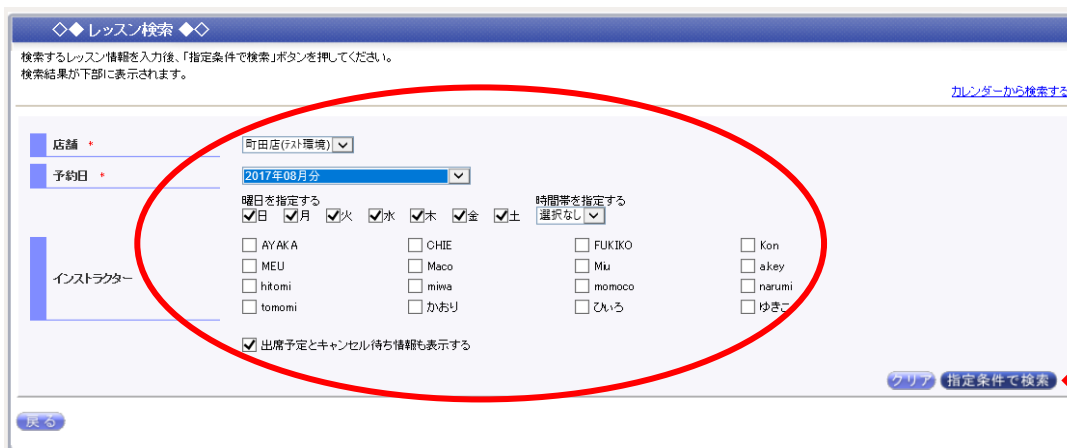 ◇◆ レッスン検索 ◆◇
検索するレッスン情報を入力後、「指定条件で検索」ボタンを押してください。
検索結果が下部に表示されます。
カレンダーから検索する
店舗 * 町田店(テスト環境)
予約日 * 2017年08月分
曜日を指定する 時間帯を指定する
日 月 火 水 木 金 土 選択なし
インストラクター
AYAKA CHIE FUKIKO Kon
MEU Maco Miu akey
hitomi miwa momoco narumi
tomomi かおり ひいろ ゆきこ
出席予定とキャンセル待ち情報も表示する
クリア 指定条件で検索
戻る